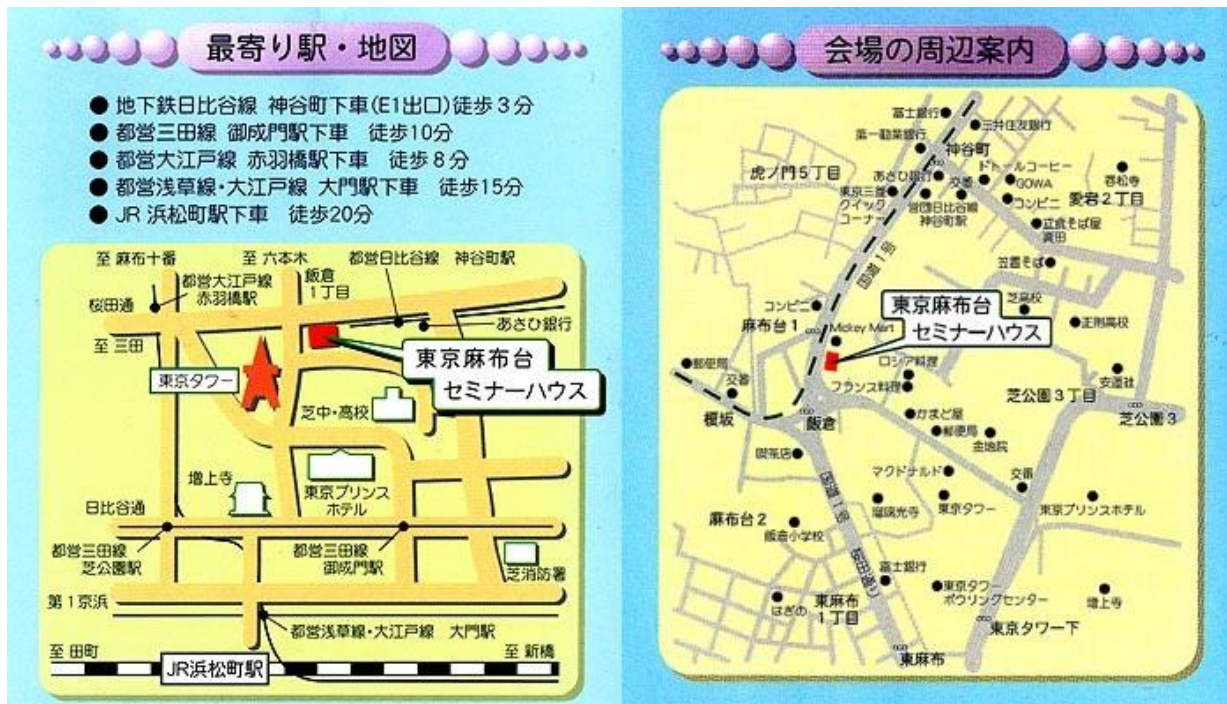 最寄り駅・地図
● 地下鉄日比谷線 神谷町下車(E1出口)徒歩3分
● 都営三田線 御成門駅下車 徒歩10分
● 都営大江戸線 赤羽橋駅下車 徒歩8分
● 都営浅草線・大江戸線 大門駅下車 徒歩15分
● JR 浜松町駅下車 徒歩20分
至 麻布十番
至 六本木
都営日比谷線 神谷町駅
都営大江戸線
赤羽橋駅
飯倉
1丁目
桜田通
あさひ銀行
至 三田
東京タワー
東京麻布台
セミナーハウス
芝中・高校
増上寺
東京プリンス
ホテル
日比谷通
都営三田線
芝公園駅
都営三田線
御成門駅
芝消防署
第1京浜
都営浅草線・大江戸線 大門駅
至 田町
至 新橋
JR浜松町駅
会場の周辺案内
富士銀行
三井住友銀行
第一勧業銀行
神谷町
虎ノ門5丁目
あさひ銀行
交番
ドトールコーヒー
GOWA
コンビニ
東京三菱
クイック
コーナー
営団日比谷線
神谷町駅
愛宕2丁目
立食そば屋
笠置そば
国道1号
コンビニ
麻布台1
Mickey Mart
東京麻布台
セミナーハウス
芝高校
正則高校
郵便局
交番
ロシア料理
フランス料理
榎坂
飯倉
かまど屋
郵便局
金地院
芝公園3丁目
芝公園3
喫茶店
マクドナルド
交番
国道1号
瑠璃光寺
東京タワー
東京プリンスホテル
麻布台2
飯倉小学校
桜田通り
富士銀行
はぎの
東麻布
1丁目
東京タワー
ボウリングセンター
増上寺
東京タワー下
東麻布